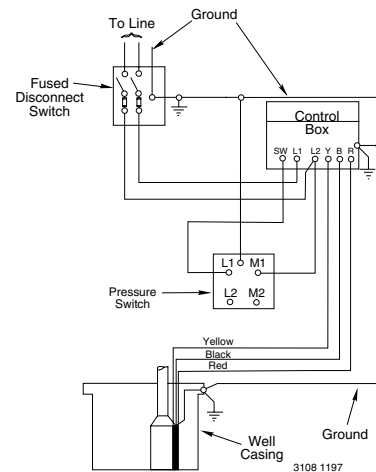 To Line
Ground
Fused
Disconnect
Switch
Control
Box
SW L1 L2 Y B R
L1 M1
L2 M2
Pressure
Switch
Yellow
Black
Red
Well
Casing
Ground
3108 1197